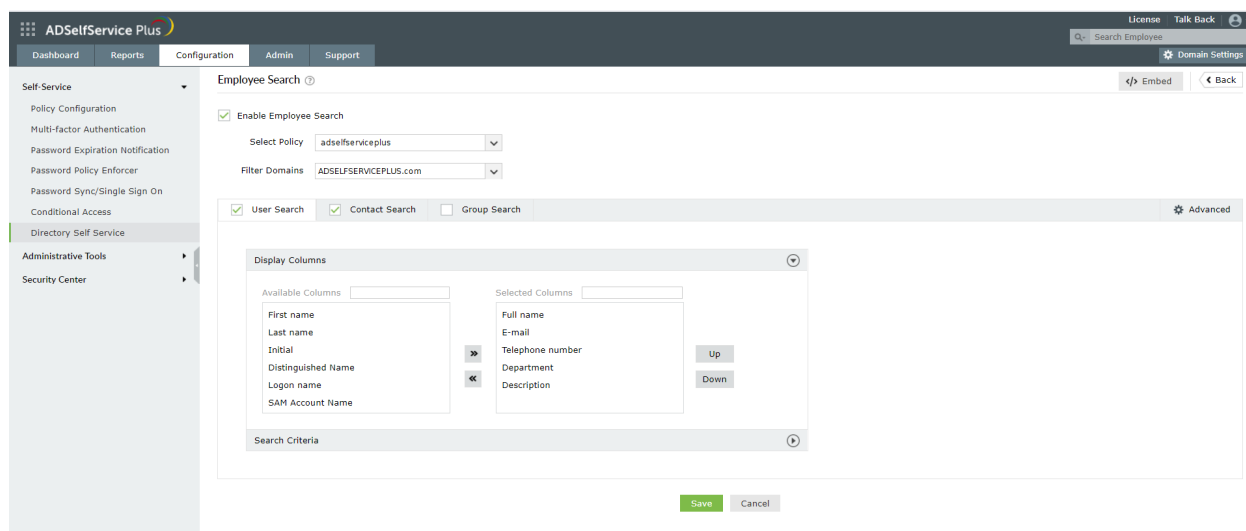 License Talk Back
ADSelfService Plus
Search Employee
Dashboard Reports Configuration Admin Support
Domain Settings
Self-Service
Policy Configuration
Multi-factor Authentication
Password Expiration Notification
Password Policy Enforcer
Password Sync/Single Sign On
Conditional Access
Directory Self Service
Administrative Tools
Security Center
Employee Search ?
</> Embed
Back
Enable Employee Search
Select Policy adselfserviceplus
Filter Domains ADSELFSERVICEPLUS.com
User Search Contact Search Group Search
Advanced
Display Columns
Available Columns
First name
Last name
Initial
Distinguished Name
Logon name
SAM Account Name
Selected Columns
Full name
E-mail
Telephone number
Department
Description
Up
Down
Search Criteria
Save Cancel